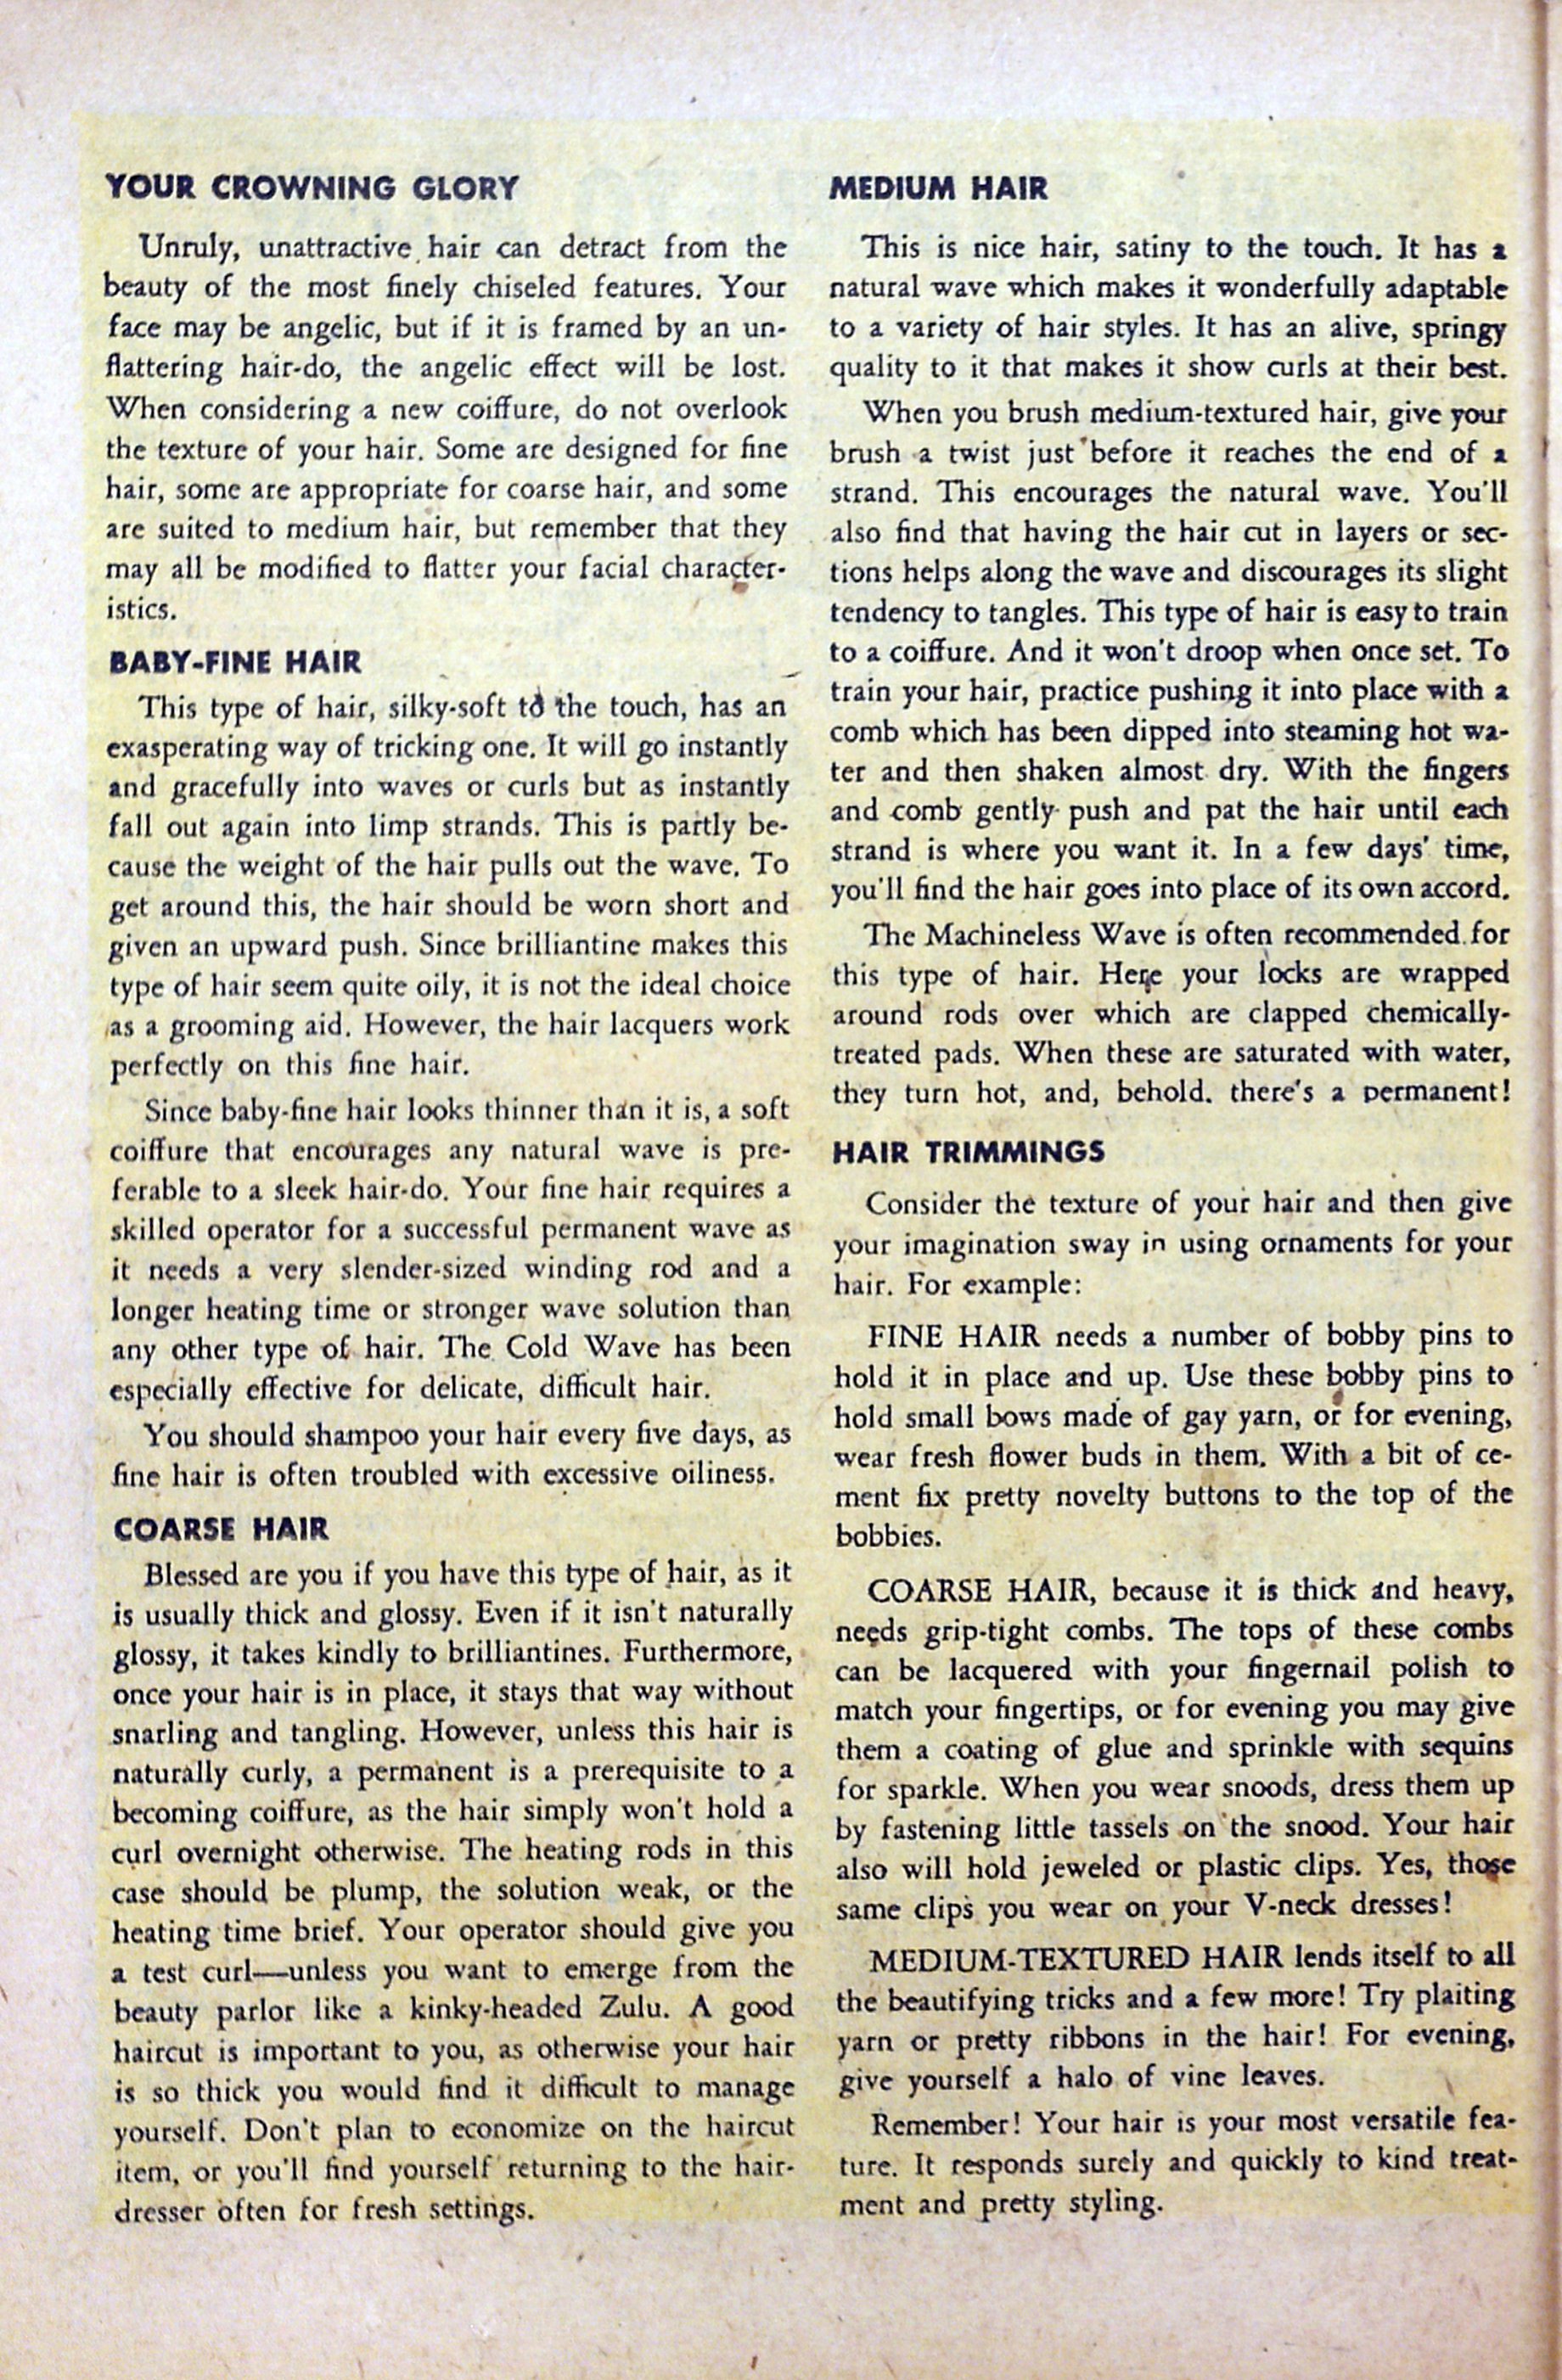 YOUR CROWNING GLORY
Unruly, unattractive hair can detract from the
beauty of the most finely chiseled features. Your
face may be angelic, but if it is framed by an un-
flattering hair-do, the angelic effect will be lost.
When considering a new coiffure, do not overlook
the texture of your hair. Some are designed for fine
hair, some are appropriate for coarse hair, and some
are suited to medium hair, but remember that they
may all be modified to flatter your facial character-
istics.
BABY-FINE HAIR
This type of hair, silky-soft to the touch, has an
exasperating way of tricking one. It will go instantly
and gracefully into waves or curls but as instantly
fall out again into limp strands. This is partly be-
cause the weight of the hair pulls out the wave. To
get around this, the hair should be worn short and
given an upward push. Since brilliantine makes this
type of hair seem quite oily, it is not the ideal choice
as a grooming aid. However, the hair lacquers work
perfectly on this fine hair.
Since baby-fine hair looks thinner than it is, a soft
coiffure that encourages any natural wave is pre-
ferable to a sleek hair-do. Your fine hair requires a
skilled operator for a successful permanent wave as
it needs a very slender-sized winding rod and a
longer heating time or stronger wave solution than
any other type of hair. The Cold Wave has been
especially effective for delicate, difficult hair.
You should shampoo your hair every five days, as
fine hair is often troubled with excessive oiliness.
COARSE HAIR
Blessed are you if you have this type of hair, as it
is usually thick and glossy. Even if it isn't naturally
glossy, it takes kindly to brilliantines. Furthermore,
once your hair is in place, it stays that way without
snarling and tangling. However, unless this hair is
naturally curly, a permanent is a prerequisite to a
becoming coiffure, as the hair simply won't hold a
curl overnight otherwise. The heating rods in this
case should be plump, the solution weak, or the
heating time brief. Your operator should give you
a test curl—unless you want to emerge from the
beauty parlor like a kinky-headed Zulu. A good
haircut is important to you, as otherwise your hair
is so thick you would find it difficult to manage
yourself. Don't plan to economize on the haircut
item, or you'll find yourself returning to the hair-
dresser often for fresh settings.
MEDIUM HAIR
This is nice hair, satiny to the touch. It has a
natural wave which makes it wonderfully adaptable
to a variety of hair styles. It has an alive, springy
quality to it that makes it show curls at their best.
When you brush medium-textured hair, give your
brush a twist just before it reaches the end of a
strand. This encourages the natural wave. You'll
also find that having the hair cut in layers or sec-
tions helps along the wave and discourages its slight
tendency to tangles. This type of hair is easy to train
to a coiffure. And it won't droop when once set. To
train your hair, practice pushing it into place with a
comb which has been dipped into steaming hot wa-
ter and then shaken almost dry. With the fingers
and comb gently push and pat the hair until each
strand is where you want it. In a few days' time,
you'll find the hair goes into place of its own accord.
The Machineless Wave is often recommended for
this type of hair. Here your locks are wrapped
around rods over which are clapped chemically-
treated pads. When these are saturated with water,
they turn hot, and, behold. there's a permanent!
HAIR TRIMMINGS
Consider the texture of your hair and then give
your imagination sway in using ornaments for your
hair. For example:
FINE HAIR needs a number of bobby pins to
hold it in place and up. Use these bobby pins to
hold small bows made of gay yarn, or for evening,
wear fresh flower buds in them. With a bit of ce-
ment fix pretty novelty buttons to the top of the
bobbies.
COARSE HAIR, because it is thick and heavy,
needs grip-tight combs. The tops of these combs
can be lacquered with your fingernail polish to
match your fingertips, or for evening you may give
them a coating of glue and sprinkle with sequins
for sparkle. When you wear snoods, dress them up
by fastening little tassels on the snood. Your hair
also will hold jeweled or plastic clips. Yes, those
same clips you wear on your V-neck dresses!
MEDIUM-TEXTURED HAIR lends itself to all
the beautifying tricks and a few more! Try plaiting
yarn or pretty ribbons in the hair! For evening,
give yourself a halo of vine leaves.
Remember! Your hair is your most versatile fea-
ture. It responds surely and quickly to kind treat-
ment and pretty styling.